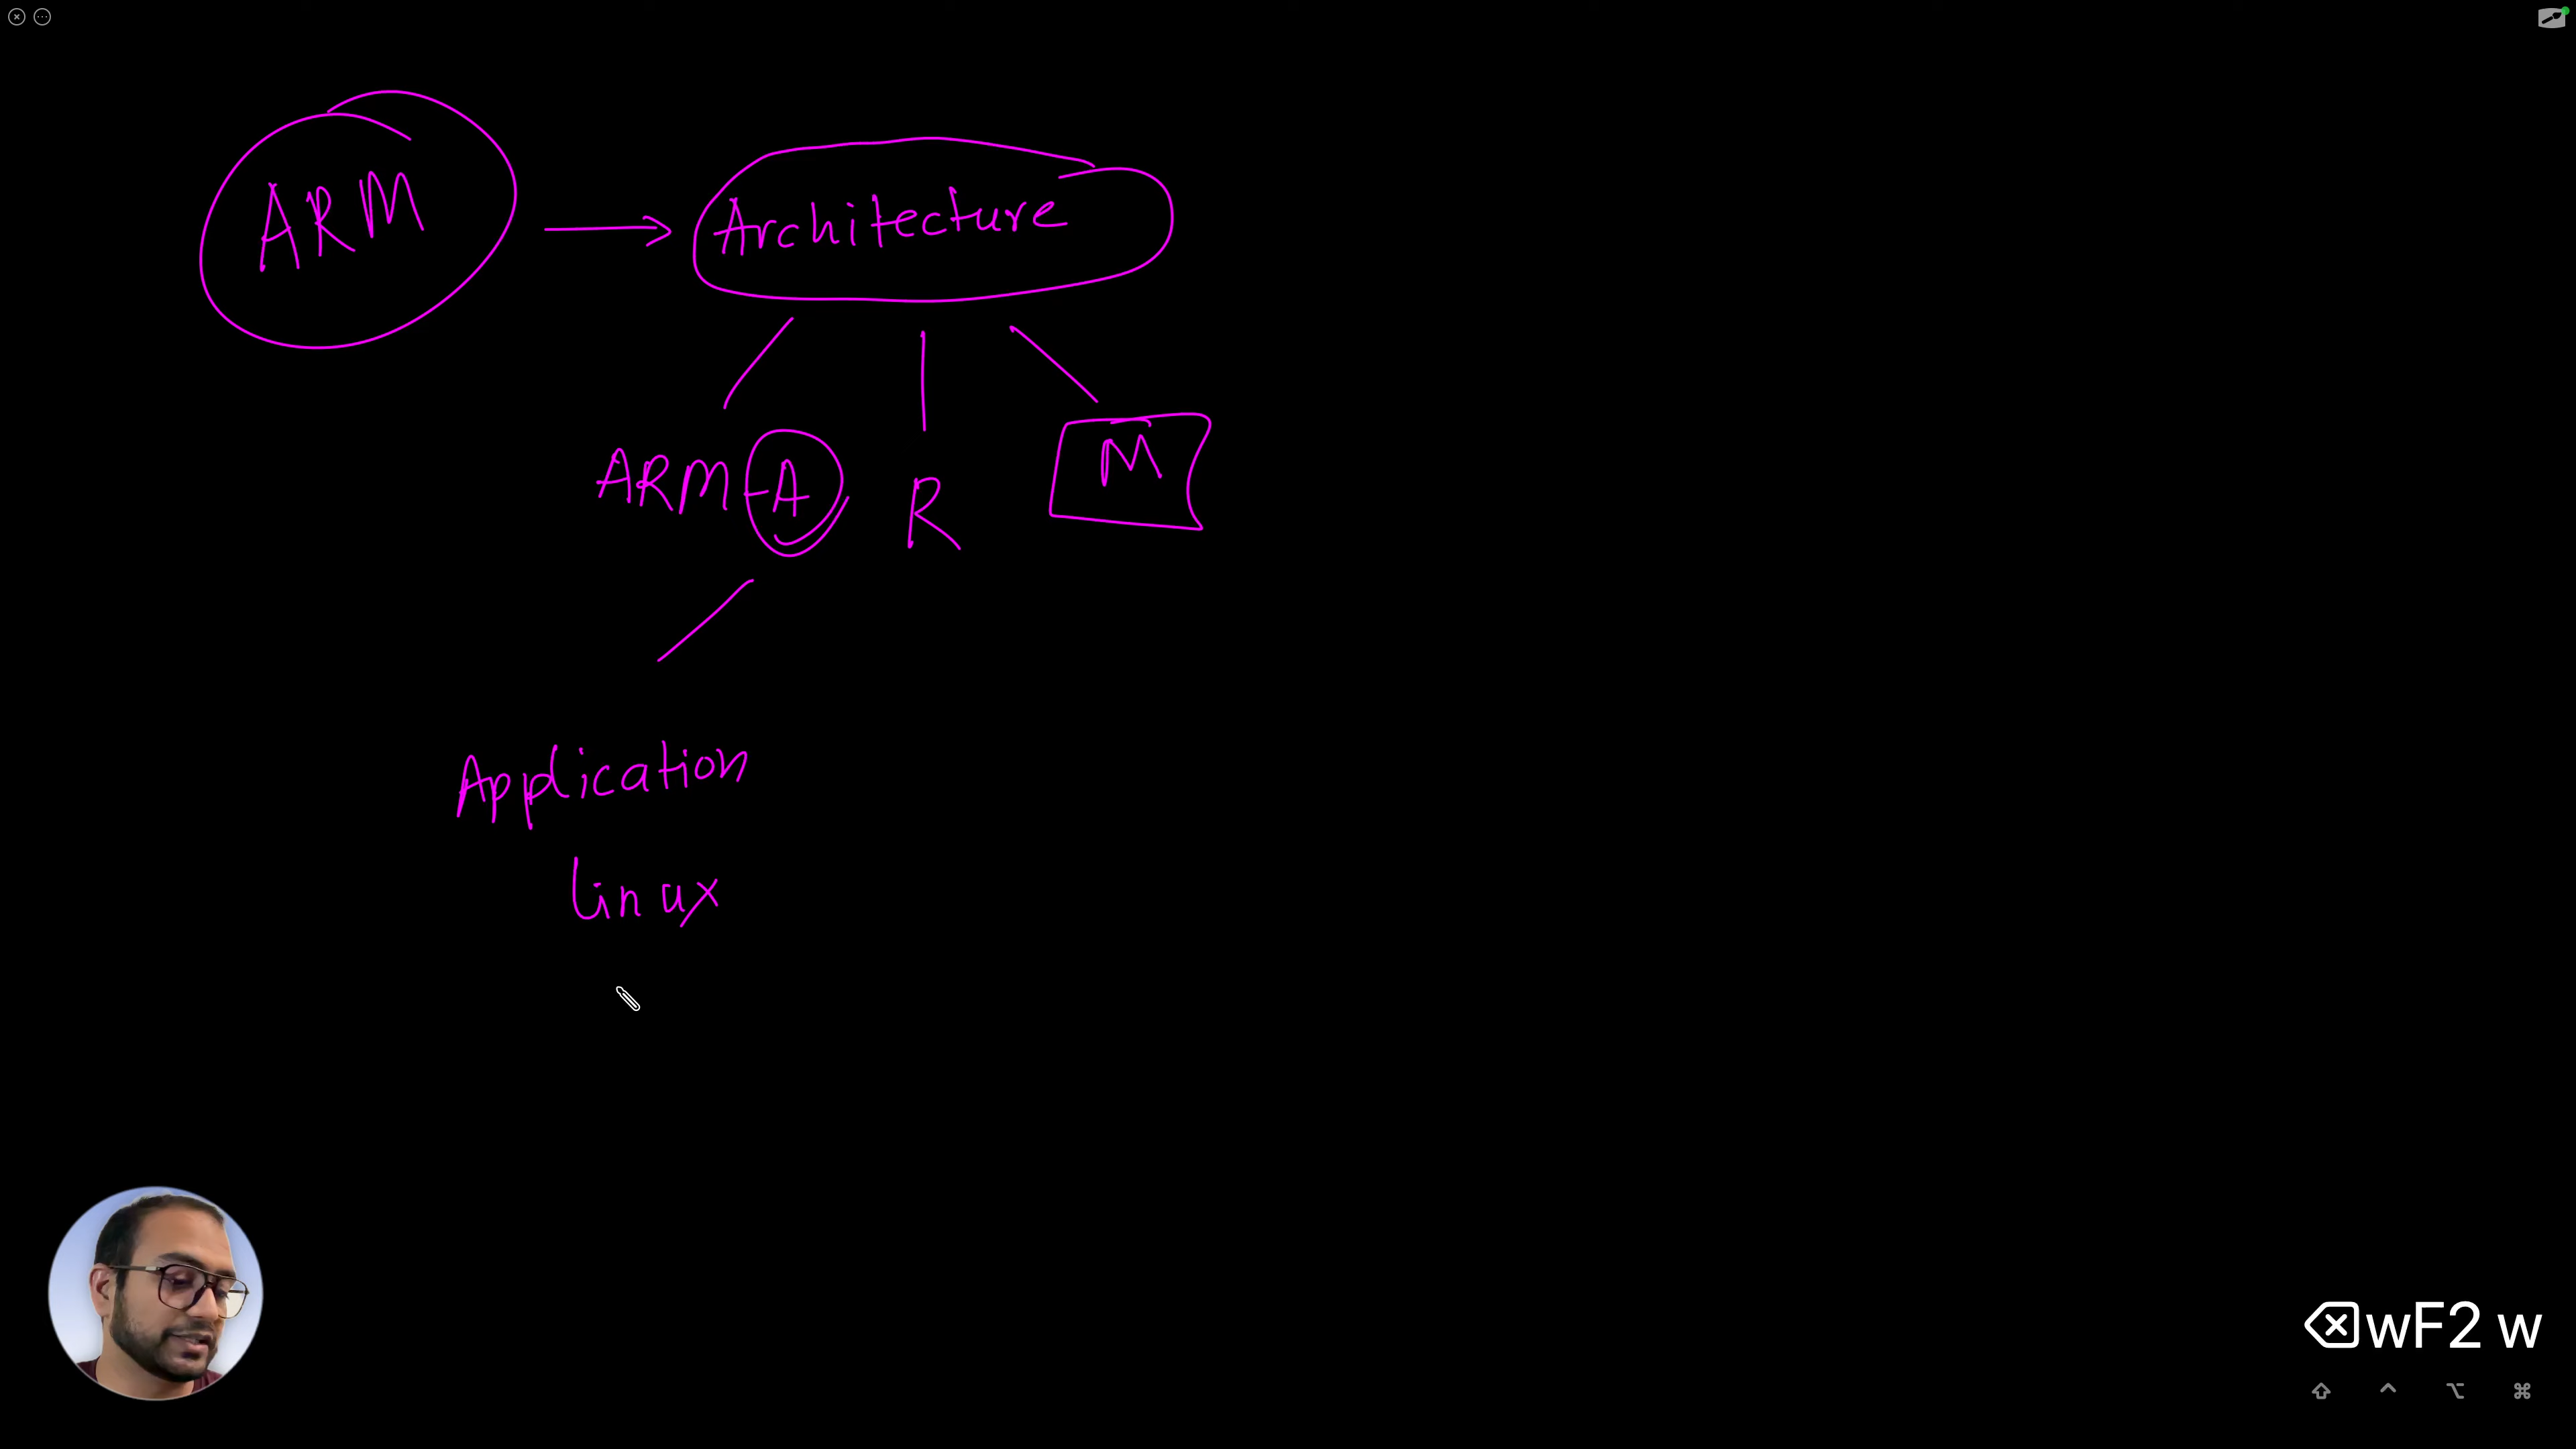 ARM
Architecture
ARM-A
R
M
Application
linux
wF2 w